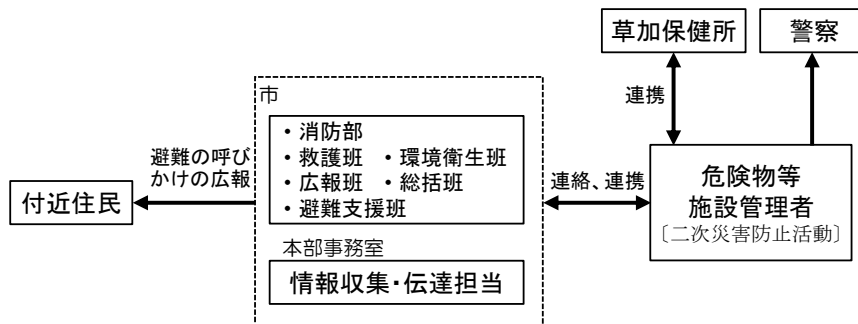 草加保健所
警察
連携
市
・消防部
・救護班 ・環境衛生班
・広報班 ・総括班
・避難支援班
避難の呼び
かけの広報
付近住民
連絡、連携
危険物等
施設管理者
〔二次災害防止活動〕
本部事務室
情報収集・伝達担当